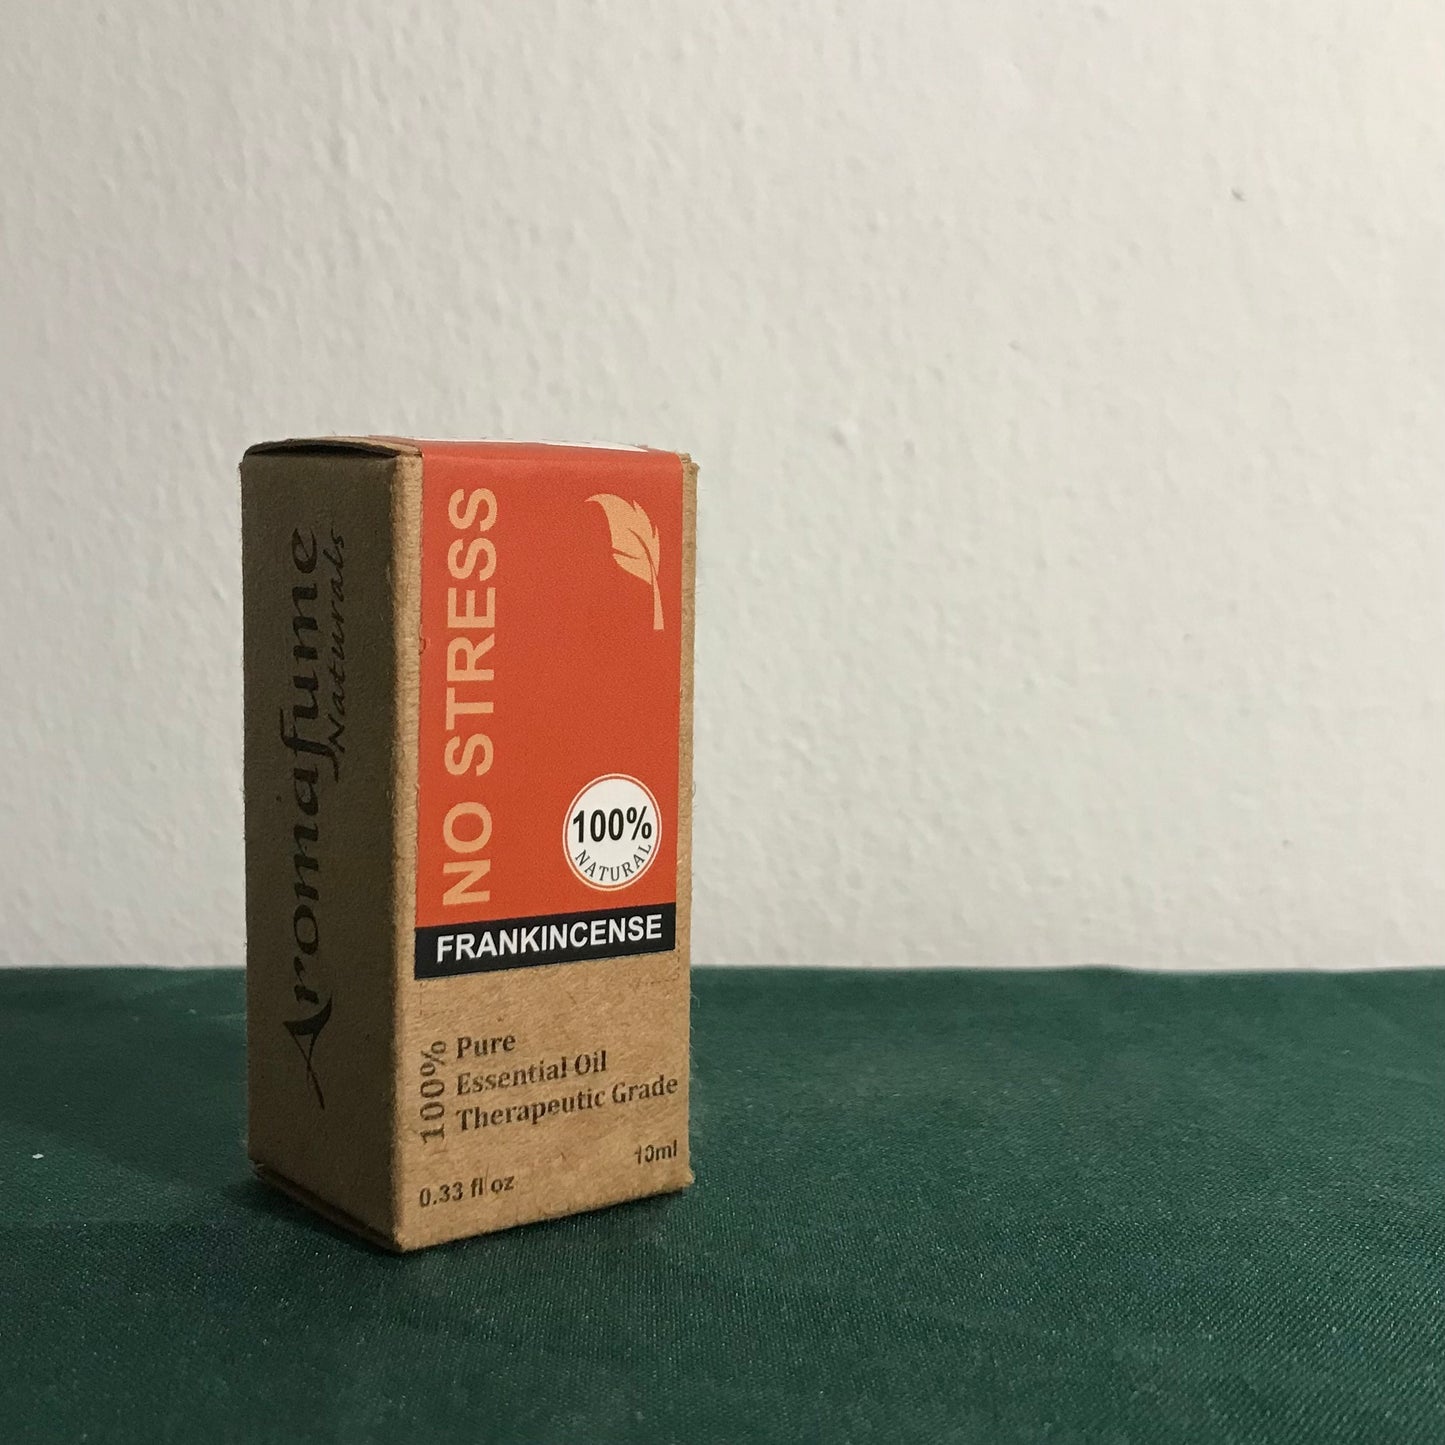 Aromafume
Naturals
NO STRESS
100%
NATURAL
FRANKINCENSE
100%
Pure
Essential Oil
Therapeutic Grade
10ml
0.33 fl oz